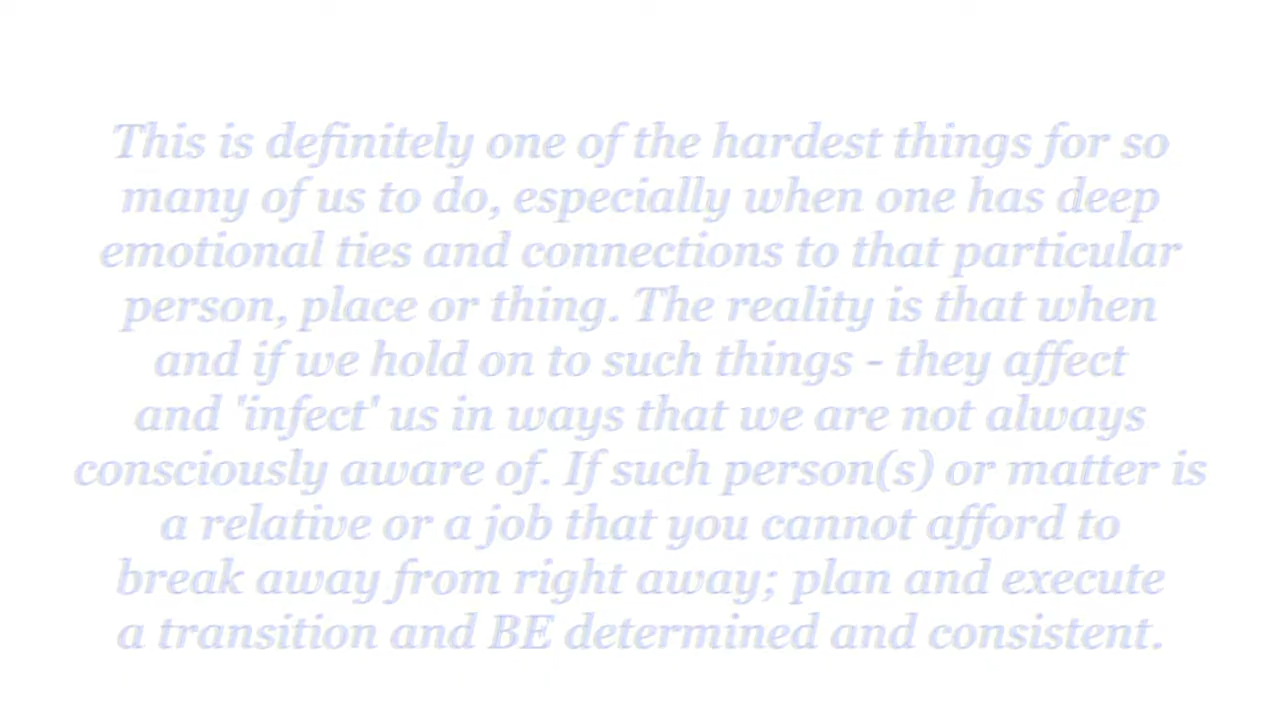 This is definitely one of the hardest things for so
many of us to do, especially when one has deep
emotional ties and connections to that particular
person, place or thing. The reality is that when
and if we hold on to such things - they affect
and 'infect' us in ways that we are not always
consciously aware of. If such person(s) or matter is
a relative or a job that you cannot afford to
break away from right away; plan and execute
a transition and BE determined and consistent.